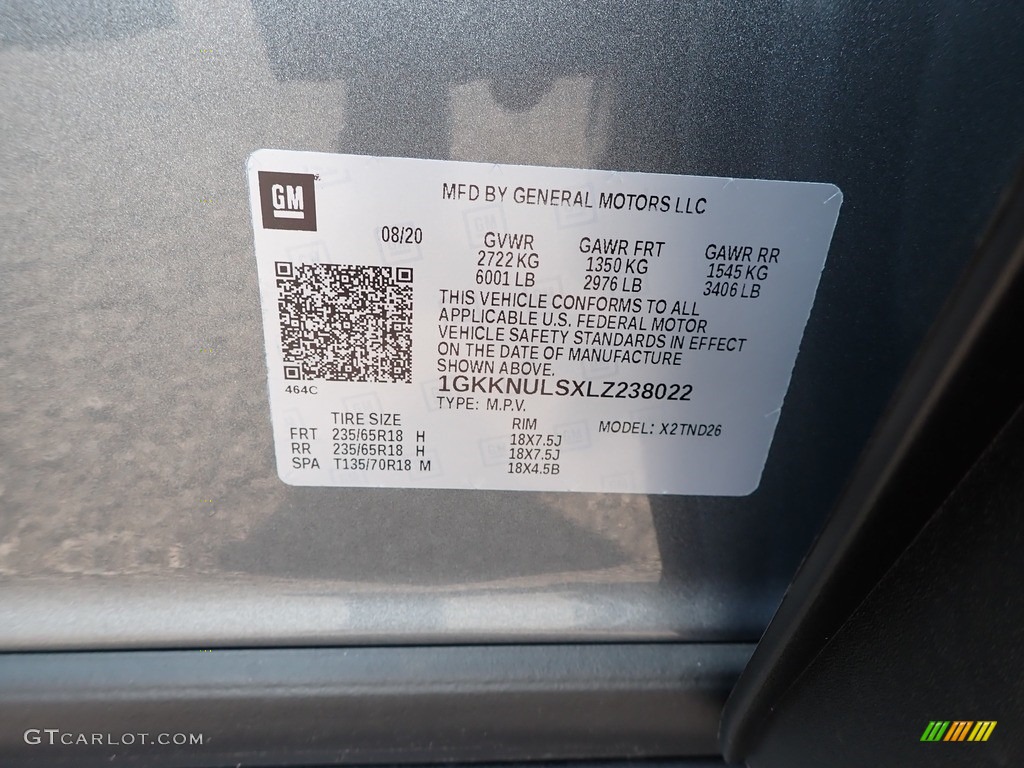 GM
MFD BY GENERAL MOTORS LLC
08/20
GVWR
2722 KG
6001 LB
GAWR FRT
1350 KG
2976 LB
GAWR RR
1545 KG
3406 LB
THIS VEHICLE CONFORMS TO ALL
APPLICABLE U.S. FEDERAL MOTOR
VEHICLE SAFETY STANDARDS IN EFFECT
ON THE DATE OF MANUFACTURE
SHOWN ABOVE.
464C
1GKKNULSXLZ238022
TYPE: M.P.V.
MODEL: X2TND26
TIRE SIZE RIM
FRT 235/65R18 H 18X7.5J
RR 235/65R18 H 18X7.5J
SPA T135/70R18 M 18X4.5B
GTCARLOT.COM